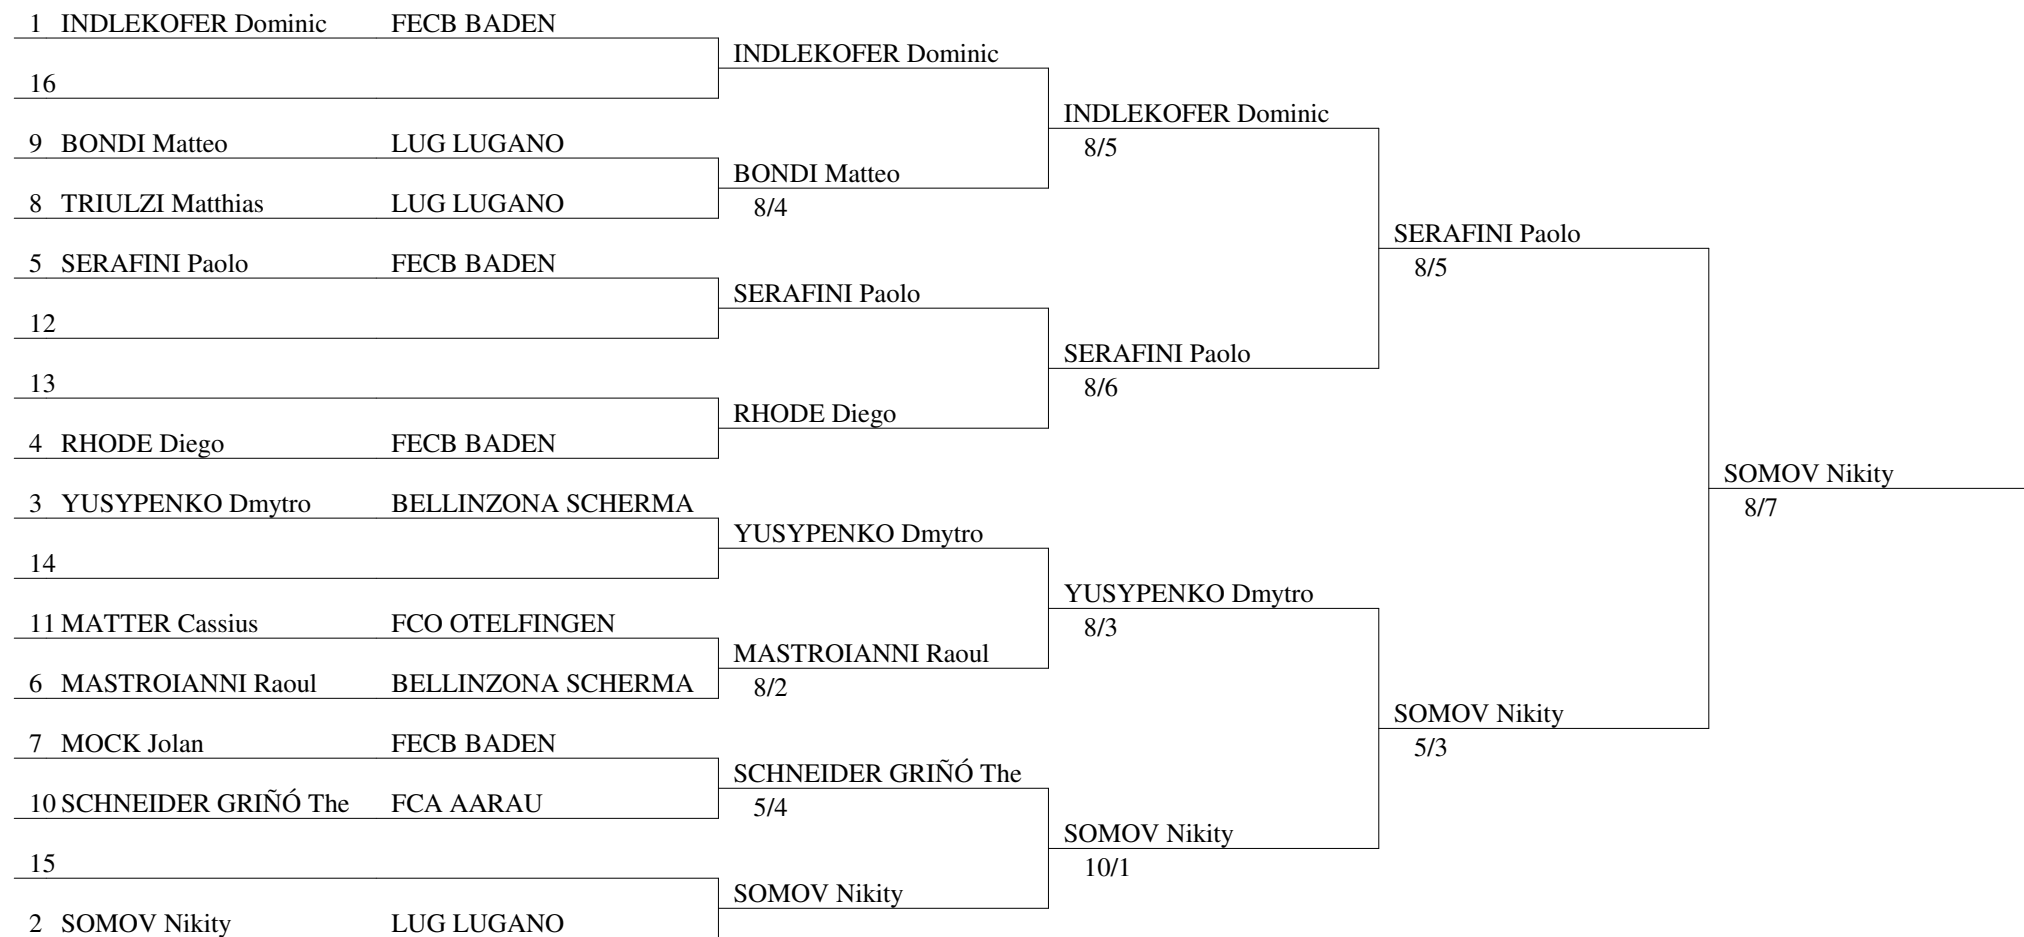 1 INDLEKOFER Dominic FECB BADEN
INDLEKOFER Dominic
16
INDLEKOFER Dominic
8/5
9 BONDI Matteo LUG LUGANO
BONDI Matteo
8/4
8 TRIULZI Matthias LUG LUGANO
SERAFINI Paolo
8/5
5 SERAFINI Paolo FECB BADEN
SERAFINI Paolo
12
SERAFINI Paolo
8/6
13
RHODE Diego
4 RHODE Diego FECB BADEN
SOMOV Nikity
8/7
3 YUSYPENKO Dmytro BELLINZONA SCHERMA
YUSYPENKO Dmytro
14
YUSYPENKO Dmytro
8/3
11 MATTER Cassius FCO OTELFINGEN
MASTROIANNI Raoul
8/2
6 MASTROIANNI Raoul BELLINZONA SCHERMA
SOMOV Nikity
5/3
7 MOCK Jolan FECB BADEN
SCHNEIDER GRIÑÓ The
5/4
10 SCHNEIDER GRIÑÓ The FCA AARAU
SOMOV Nikity
10/1
15
SOMOV Nikity
2 SOMOV Nikity LUG LUGANO